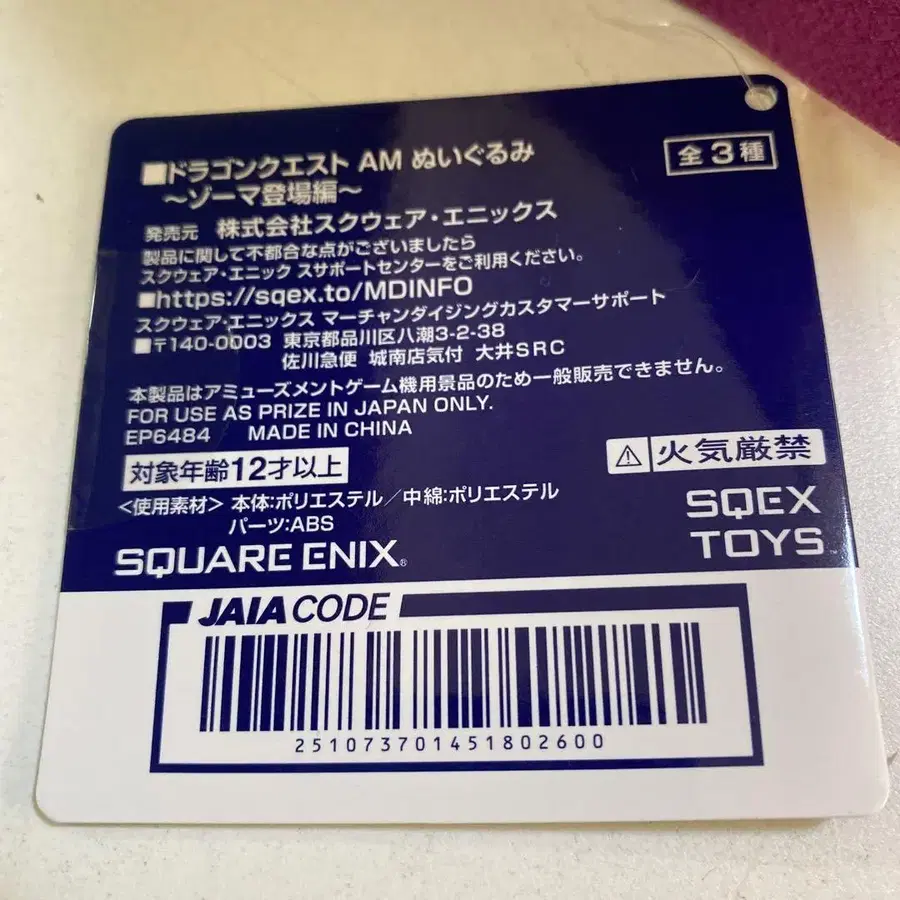 ■ドラゴンクエスト AM ぬいぐるみ
～ゾーマ登場編～
全3種
発売元 株式会社スクウェア・エニックス
製品に関して不都合な点がございましたら
スクウェア・エニック スサポートセンターをご利用ください。
■https://sqex.to/MDINFO
スクウェア・エニックス マーチャンダイジングカスタマーサポート
■〒140-0003 東京都品川区八潮3-2-38
佐川急便 城南店気付 大井SRC
本製品はアミューズメントゲーム機用景品のため一般販売できません。
FOR USE AS PRIZE IN JAPAN ONLY.
EP6484 MADE IN CHINA
対象年齢12才以上
⚠火気厳禁
<使用素材> 本体:ポリエステル/中綿:ポリエステル
パーツ:ABS
SQUARE ENIX®
SQEX
TOYS
JAIA CODE
251073701451802600